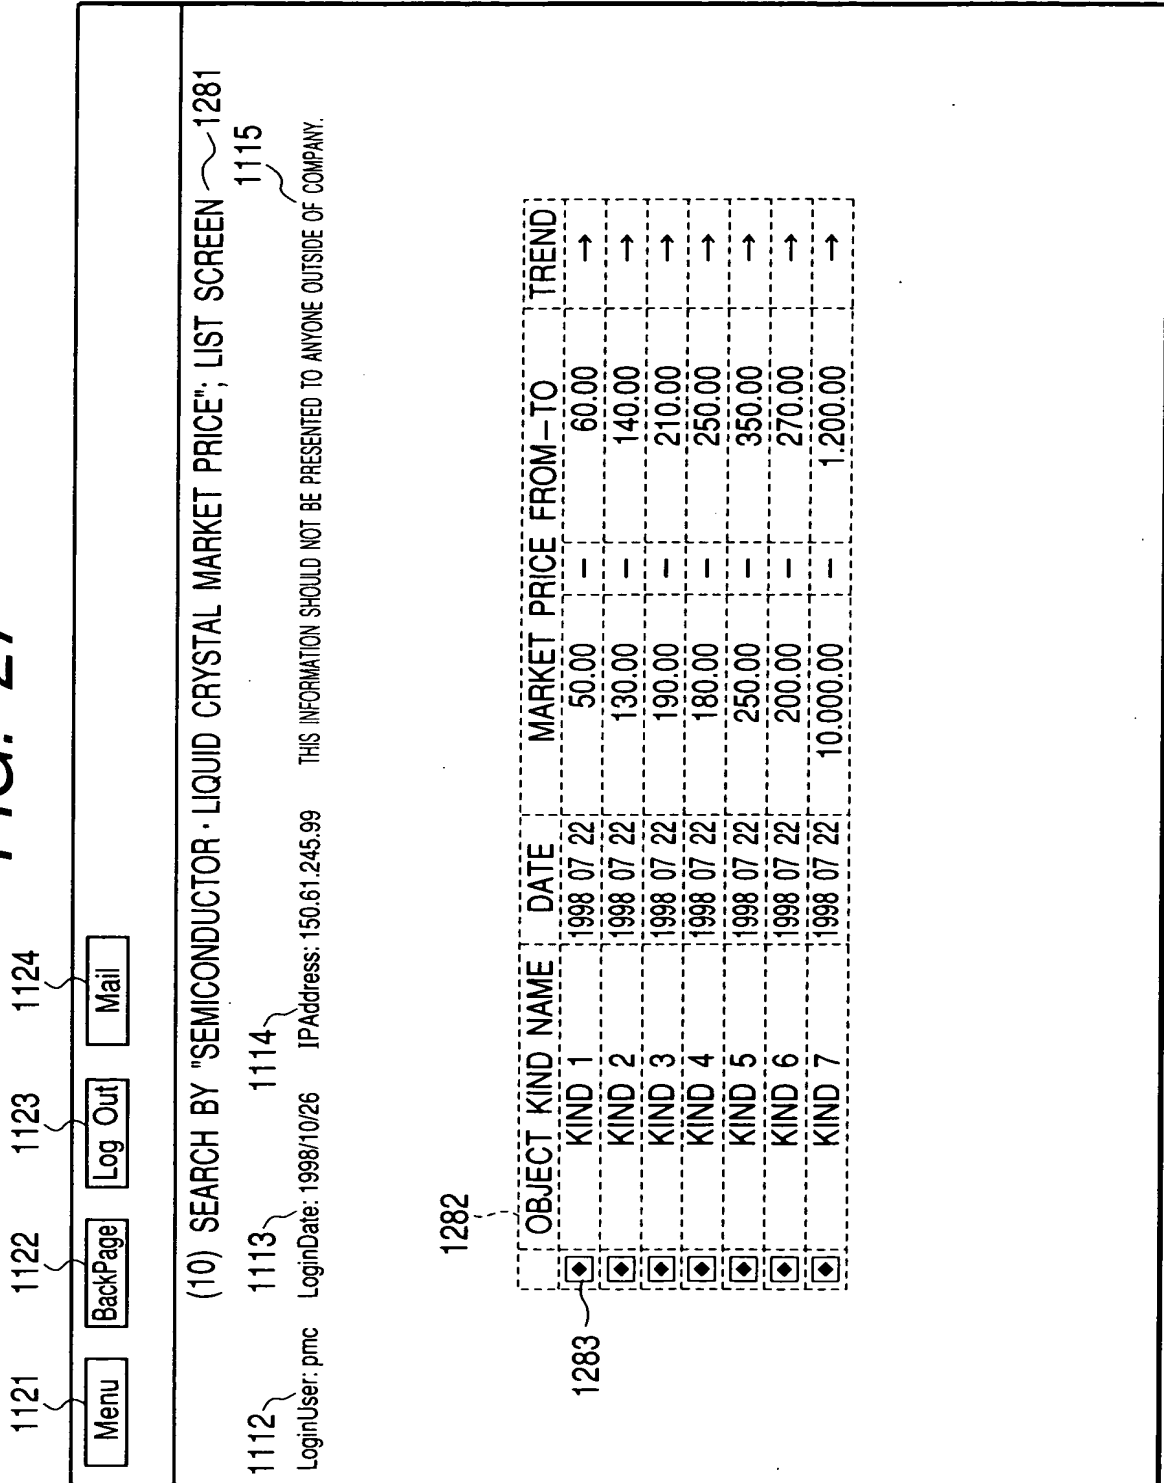 FIG. 27
1121 1122 1123 1124
Menu BackPage Log Out Mail
(10) SEARCH BY "SEMICONDUCTOR · LIQUID CRYSTAL MARKET PRICE"; LIST SCREEN 1281
1112 1113 1114 1115
LoginUser: pmc LoginDate: 1998/10/26 IPAddress: 150.61.245.99 THIS INFORMATION SHOULD NOT BE PRESENTED TO ANYONE OUTSIDE OF COMPANY.
1282
OBJECT KIND NAME DATE MARKET PRICE FROM–TO TREND
KIND 1 1998 07 22 50.00 – 60.00 ↓
KIND 2 1998 07 22 130.00 – 140.00 ↓
KIND 3 1998 07 22 190.00 – 210.00 ↓
KIND 4 1998 07 22 180.00 – 250.00 ↓
KIND 5 1998 07 22 250.00 – 350.00 ↓
KIND 6 1998 07 22 200.00 – 270.00 ↓
KIND 7 1998 07 22 10.000.00 – 1.200.00 ↓
1283